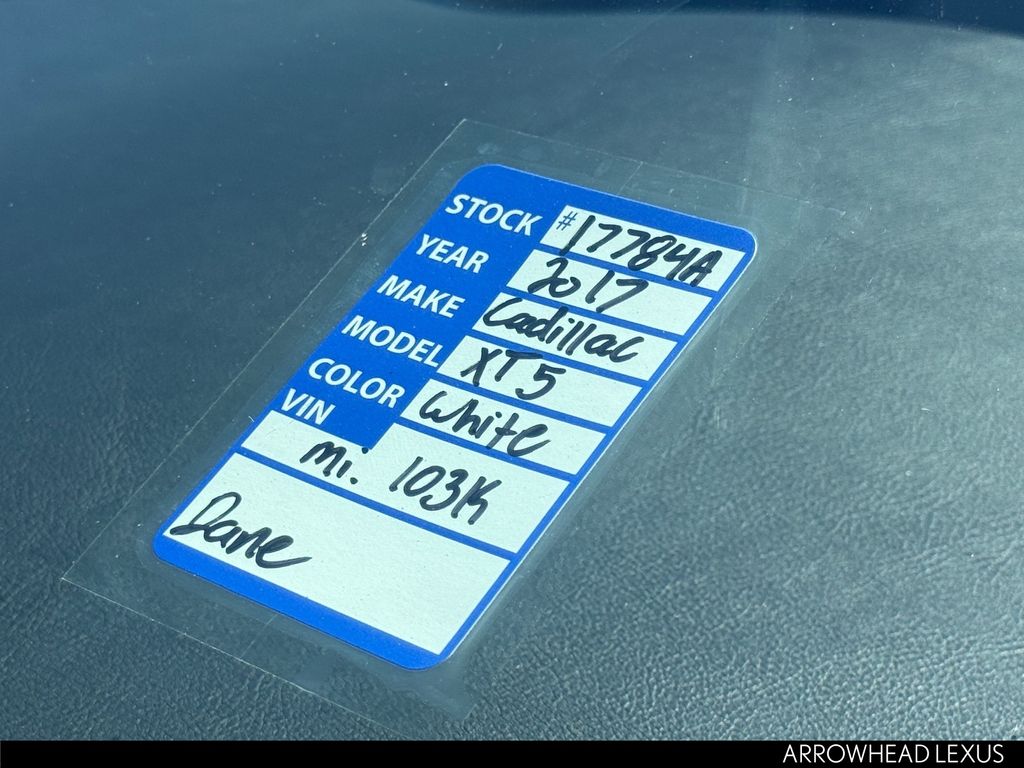 STOCK #17784A
YEAR 2017
MAKE Cadillac
MODEL XT5
COLOR White
VIN
mi. 103K
Dane
ARROWHEAD LEXUS